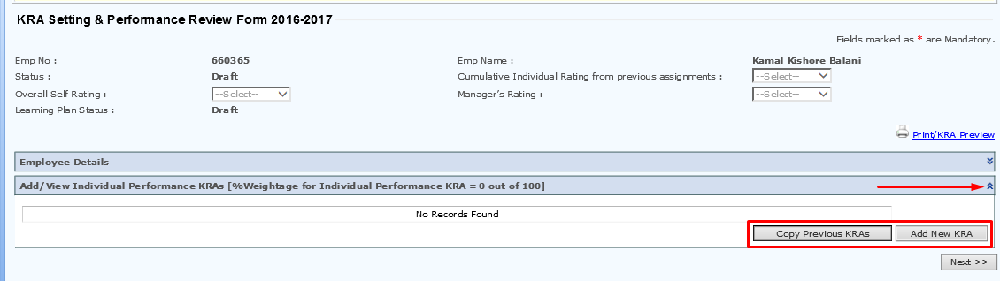 KRA Setting & Performance Review Form 2016-2017
Fields marked as * are Mandatory.
Emp No : 660365 Emp Name : Kamal Kishore Balani
Status : Draft Cumulative Individual Rating from previous assignments : --Select--
Overall Self Rating : --Select-- Manager's Rating : --Select--
Learning Plan Status : Draft
Print/KRA Preview
Employee Details
Add/View Individual Performance KRAs [%Weightage for Individual Performance KRA = 0 out of 100]
No Records Found
Copy Previous KRAs Add New KRA
Next >>